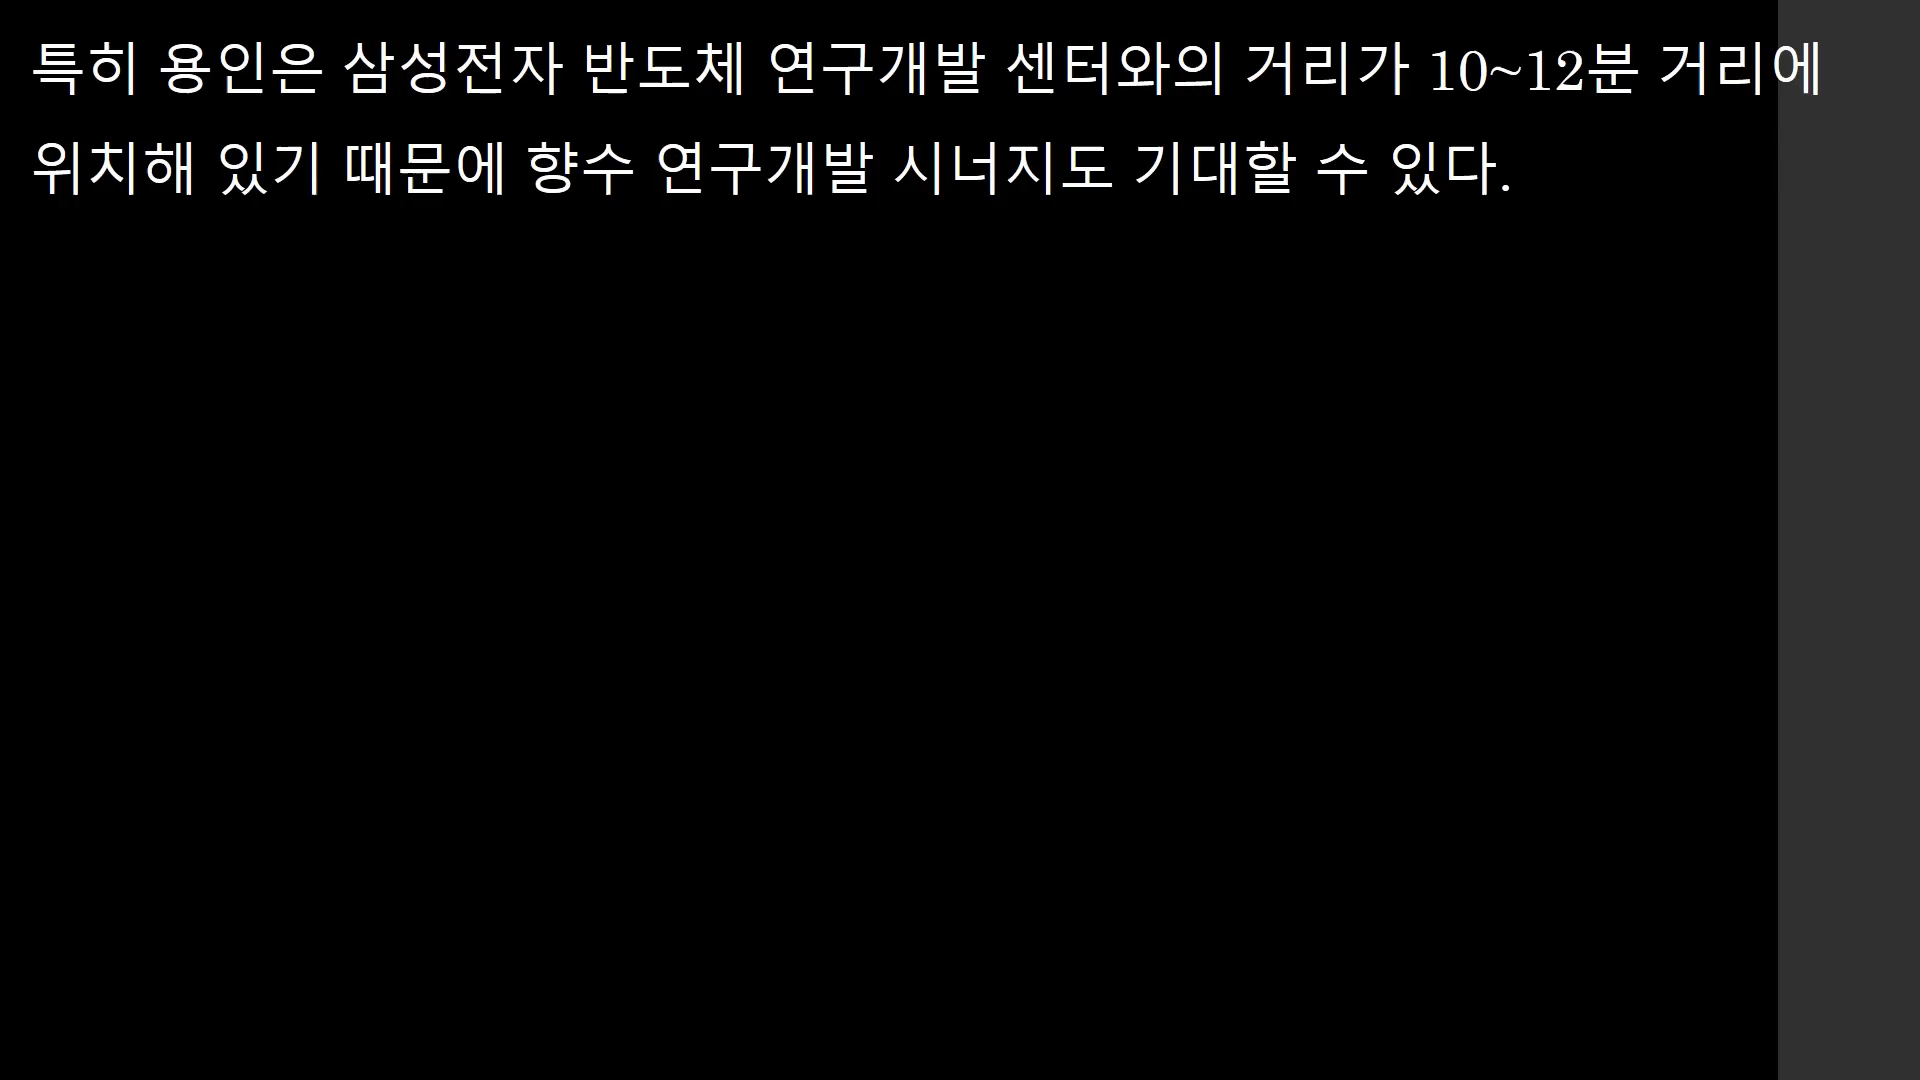 특히 용인은 삼성전자 반도체 연구개발 센터와의 거리가 10~12분 거리에
위치해 있기 때문에 향수 연구개발 시너지도 기대할 수 있다.